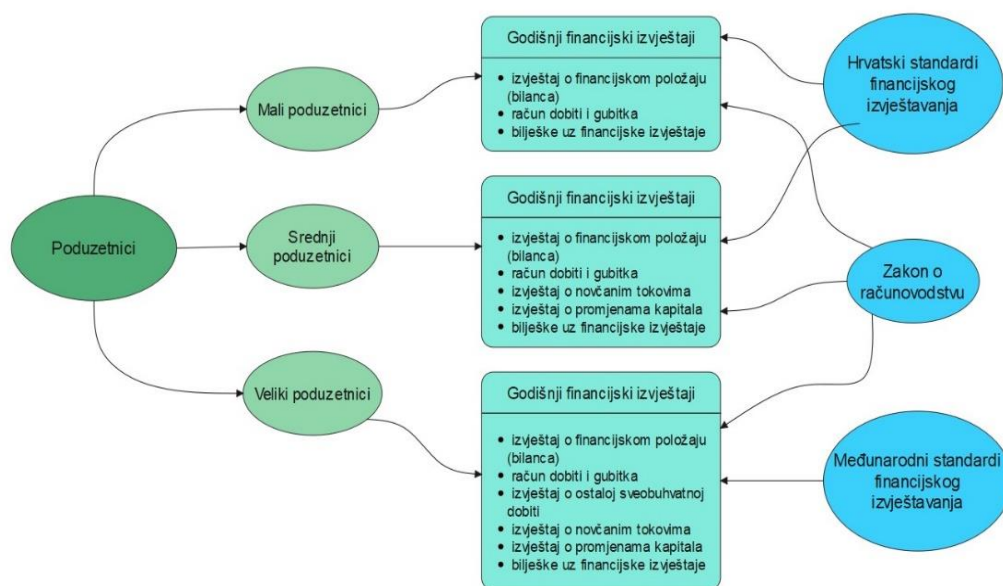 Poduzetnici
Mali poduzetnici
Srednji
poduzetnici
Veliki poduzetnici
Godišnji financijski izvještaji
• izvještaj o financijskom položaju
(bilanca)
• račun dobiti i gubitka
• bilješke uz financijske izvještaje
Godišnji financijski izvještaji
• izvještaj o financijskom položaju
(bilanca)
• račun dobiti i gubitka
• izvještaj o novčanim tokovima
• izvještaj o promjenama kapitala
• bilješke uz financijske izvještaje
Godišnji financijski izvještaji
• izvještaj o financijskom položaju
(bilanca)
• račun dobiti i gubitka
• izvještaj o ostaloj sveobuhvatnoj
dobiti
• izvještaj o novčanim tokovima
• izvještaj o promjenama kapitala
• bilješke uz financijske izvještaje
Hrvatski standardi
financijskog
izvještavanja
Zakon o
računovodstvu
Međunarodni standardi
financijskog
izvještavanja